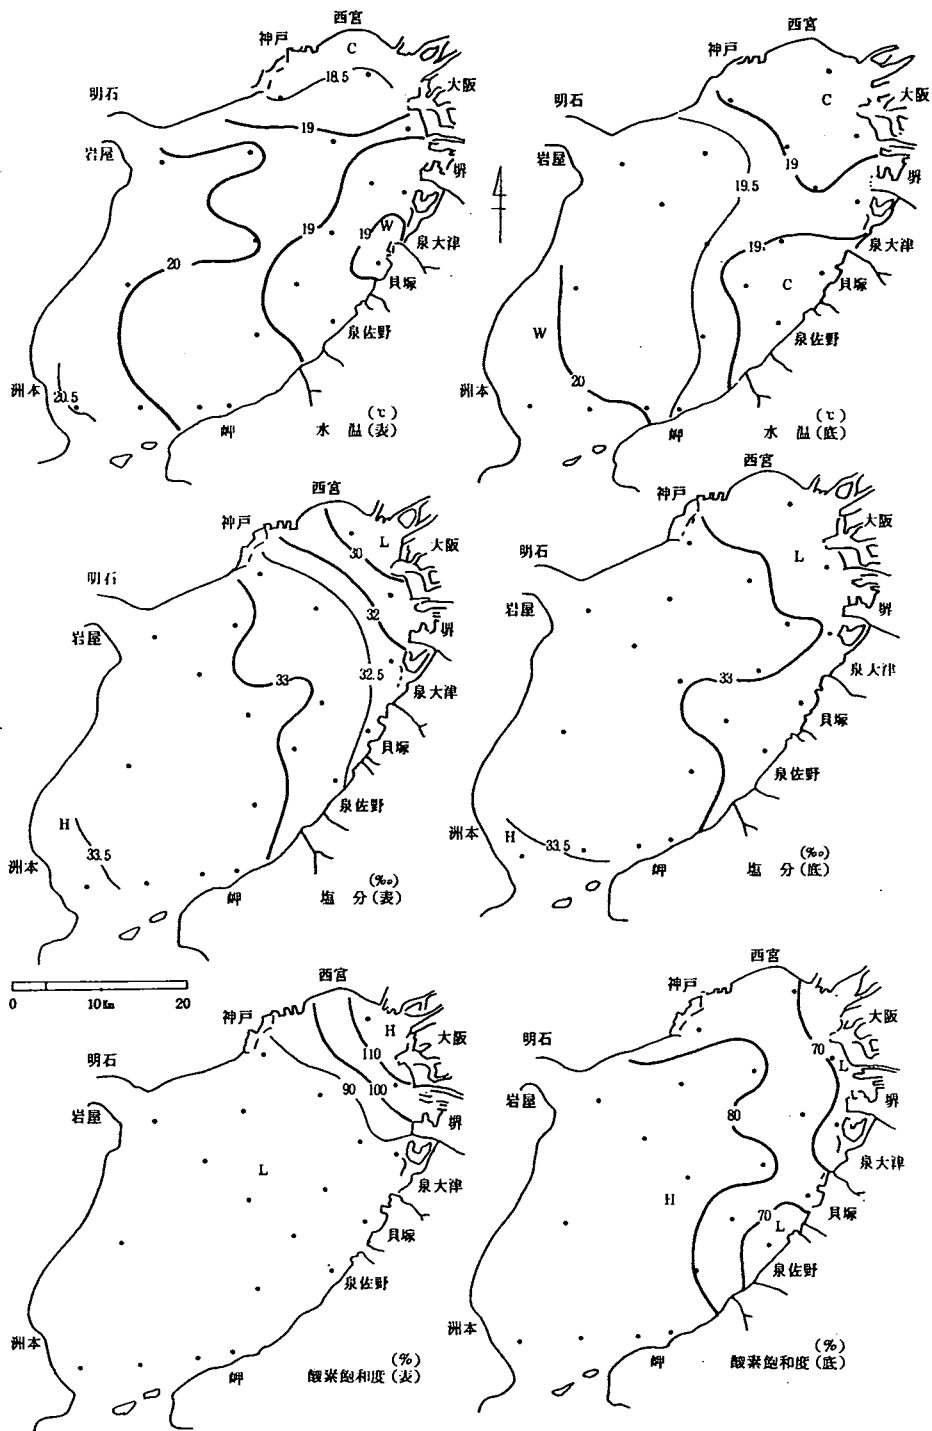 西宮
神戸
C
18.5
大阪
明石
19
岩屋
堺
19
19
W
泉大津
20
貝塚
泉佐野
洲本
20.5
岬
(℃)
水 温(表)
西宮
神戸
C
大阪
明石
19
岩屋
堺
19.5
19
泉大津
C
貝塚
W
泉佐野
20
岬
(℃)
水 温(底)
西宮
神戸
L
大阪
30
明石
32
岩屋
堺
33
32.5
泉大津
貝塚
泉佐野
H
33.5
洲本
岬
(‰)
塩 分(表)
西宮
神戸
大阪
明石
L
岩屋
堺
泉大津
33
貝塚
泉佐野
洲本
H
33.5
岬
(‰)
塩 分(底)
0 10Km 20
西宮
神戸
H
大阪
110
明石
90
100
岩屋
堺
L
泉大津
貝塚
泉佐野
洲本
岬
(%)
酸素飽和度(表)
西宮
神戸
大阪
70
明石
L
岩屋
堺
80
泉大津
H
70
L
貝塚
泉佐野
洲本
岬
(%)
酸素飽和度(底)